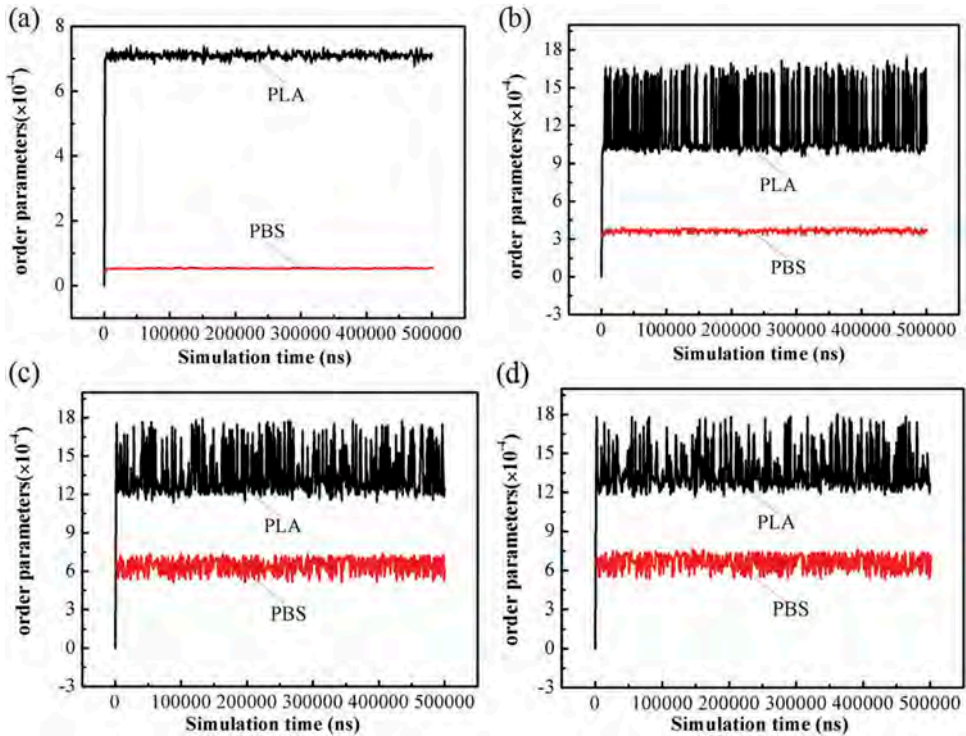 (a)
order parameters(×10⁻⁴)
8
6
4
2
0
PLA
PBS
0 100000 200000 300000 400000 500000
Simulation time (ns)
(b)
order parameters(×10⁻⁴)
18
15
12
9
6
3
0
-3
PLA
PBS
0 100000 200000 300000 400000 500000
Simulation time (ns)
(c)
order parameters(×10⁻⁴)
18
15
12
9
6
3
0
-3
PLA
PBS
0 100000 200000 300000 400000 500000
Simulation time (ns)
(d)
order parameters(×10⁻⁴)
18
15
12
9
6
3
0
-3
PLA
PBS
0 100000 200000 300000 400000 500000
Simulation time (ns)